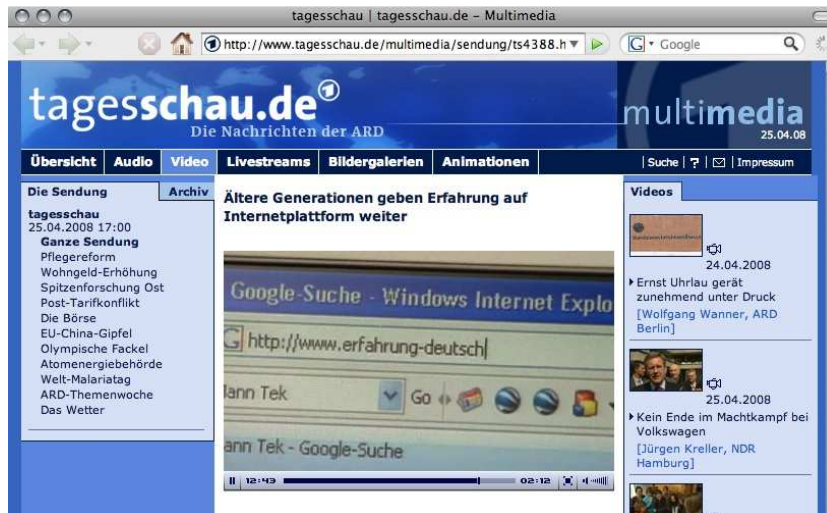 tagesschau | tagesschau.de – Multimedia
http://www.tagesschau.de/multimedia/sendung/ts4388.h
G Google
tagesschau.de
Die Nachrichten der ARD
multimedia
25.04.08
Übersicht Audio Video Livestreams Bildergalerien Animationen | Suche | ? | | Impressum
Die Sendung Archiv
tagesschau
25.04.2008 17:00
Ganze Sendung
Pflegereform
Wohngeld-Erhöhung
Spitzenforschung Ost
Post-Tarifkonflikt
Die Börse
EU-China-Gipfel
Olympische Fackel
Atomenergiebehörde
Welt-Malariatag
ARD-Themenwoche
Das Wetter
Ältere Generationen geben Erfahrung auf
Internetplattform weiter
Google-Suche - Windows Internet Explo
G http://www.erfahrung-deutsch
Mann Tek Go
Mann Tek - Google-Suche
12:43 02:12
Videos
24.04.2008
Ernst Uhrlau gerät
zunehmend unter Druck
[Wolfgang Wanner, ARD
Berlin]
25.04.2008
Kein Ende im Machtkampf bei
Volkswagen
[Jürgen Kreller, NDR
Hamburg]